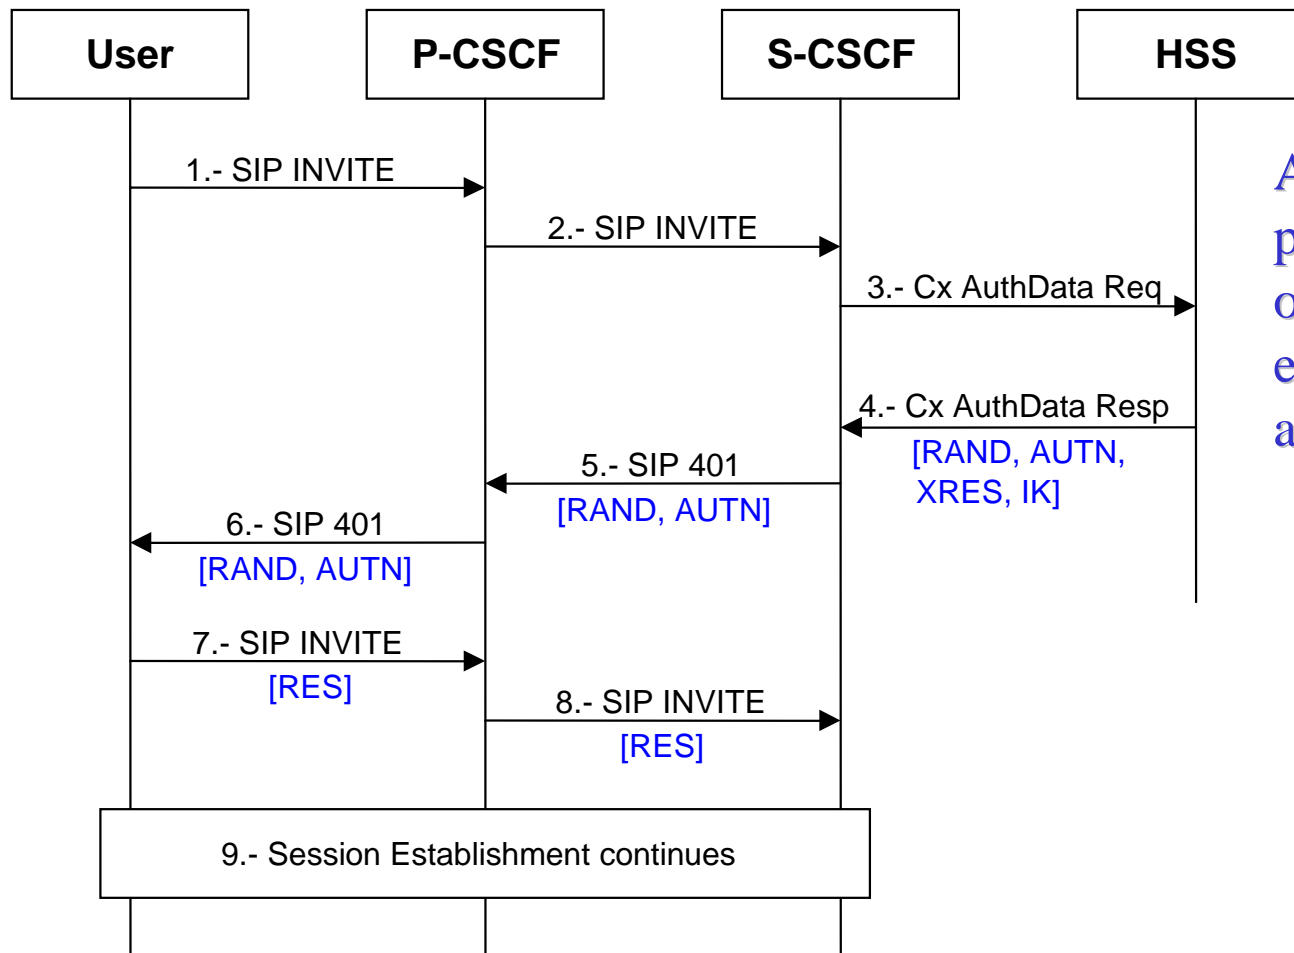 User
P-CSCF
S-CSCF
HSS
1.- SIP INVITE
2.- SIP INVITE
3.- Cx AuthData Req
4.- Cx AuthData Resp
[RAND, AUTN,
XRES, IK]
5.- SIP 401
[RAND, AUTN]
6.- SIP 401
[RAND, AUTN]
7.- SIP INVITE
[RES]
8.- SIP INVITE
[RES]
9.- Session Establishment continues